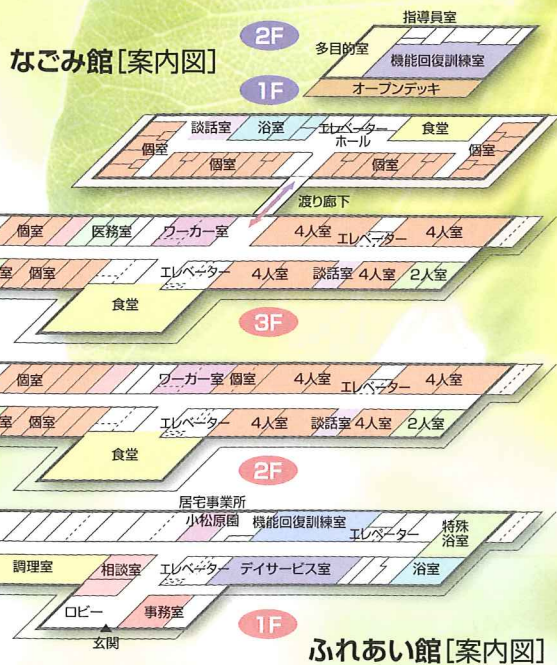 なごみ館[案内図]
2F
指導員室
多目的室
機能回復訓練室
オープンデッキ
1F
談話室
浴室
エレベーター
ホール
食堂
個室
個室
個室
個室
渡り廊下
個室
医務室
ワーカー室
4人室
エレベーター
4人室
室
個室
エレベーター
4人室
談話室
4人室
2人室
食堂
3F
個室
ワーカー室
個室
4人室
エレベーター
4人室
室
個室
エレベーター
4人室
談話室
4人室
2人室
食堂
2F
居宅事業所
小松原園
機能回復訓練室
エレベーター
特殊
浴室
調理室
相談室
エレベーター
デイサービス室
浴室
ロビー
事務室
玄関
1F
ふれあい館[案内図]